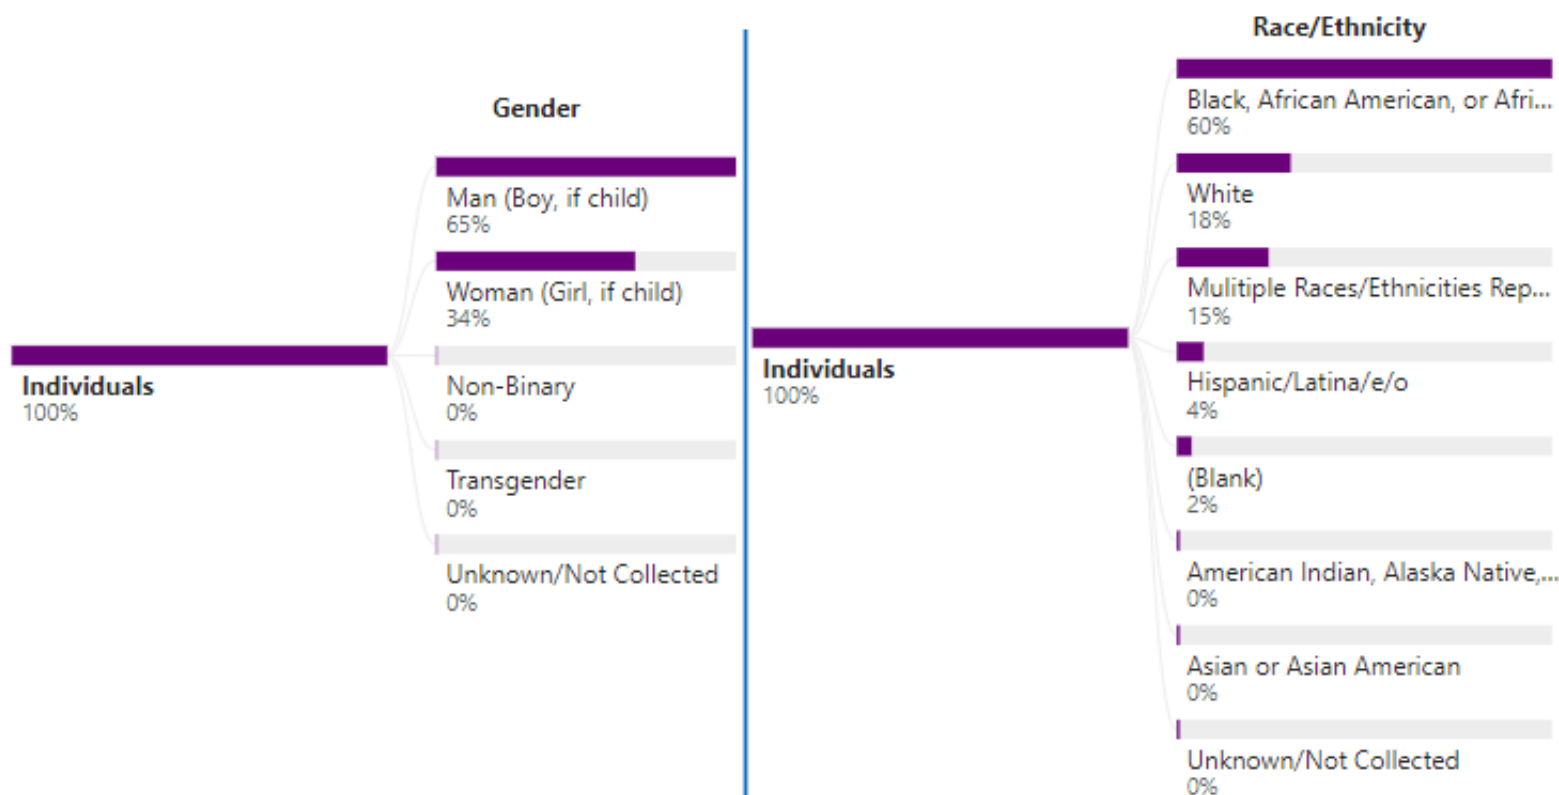 Gender
Man (Boy, if child)
65%
Woman (Girl, if child)
34%
Individuals
100%
Non-Binary
0%
Transgender
0%
Unknown/Not Collected
0%
Race/Ethnicity
Black, African American, or Afri...
60%
White
18%
Mulitiple Races/Ethnicities Rep...
15%
Individuals
100%
Hispanic/Latina/e/o
4%
(Blank)
2%
American Indian, Alaska Native,...
0%
Asian or Asian American
0%
Unknown/Not Collected
0%